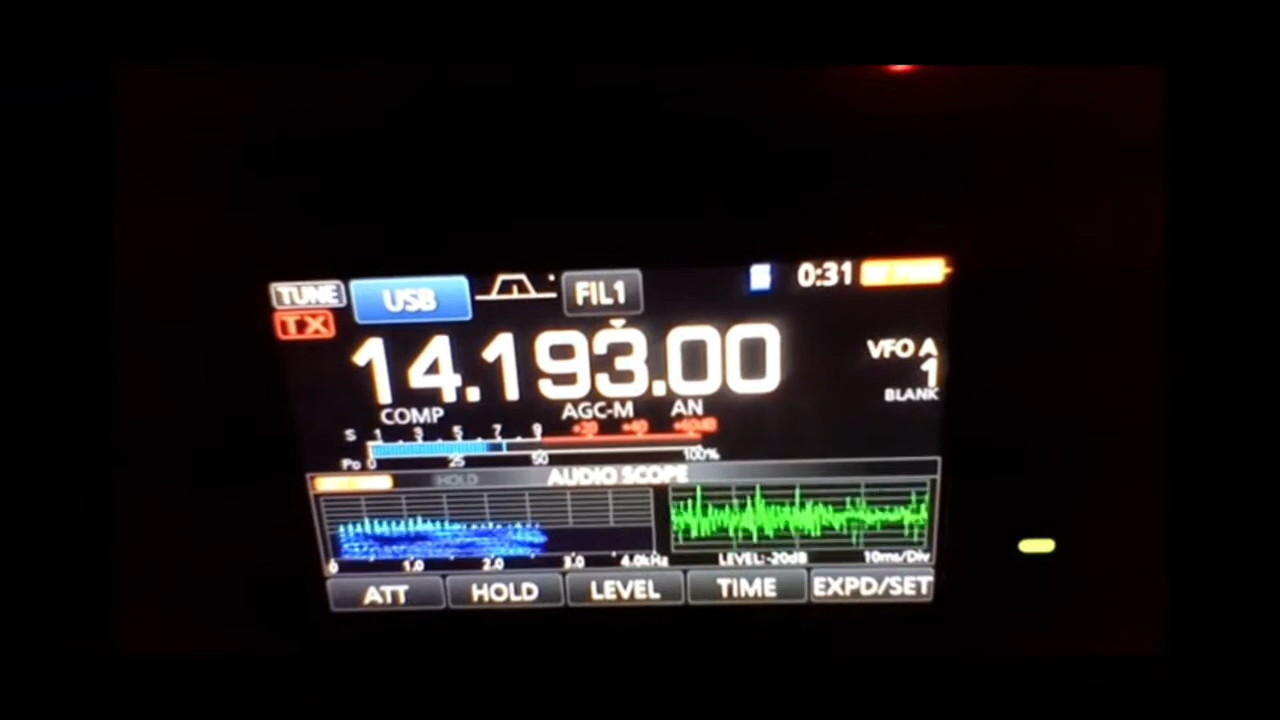 TUNE USB FIL1 0:31
TX
14.193.00
VFO A
1
BLANK
COMP AGC-M AN
S 1 3 5 7 9 +20 +40 +60dB
Po 0 25 50 100%
HOLD AUDIO SCOPE
0 1.0 2.0 3.0 4.0kHz LEVEL:-20dB 10ms/Div
ATT HOLD LEVEL TIME EXPD/SET